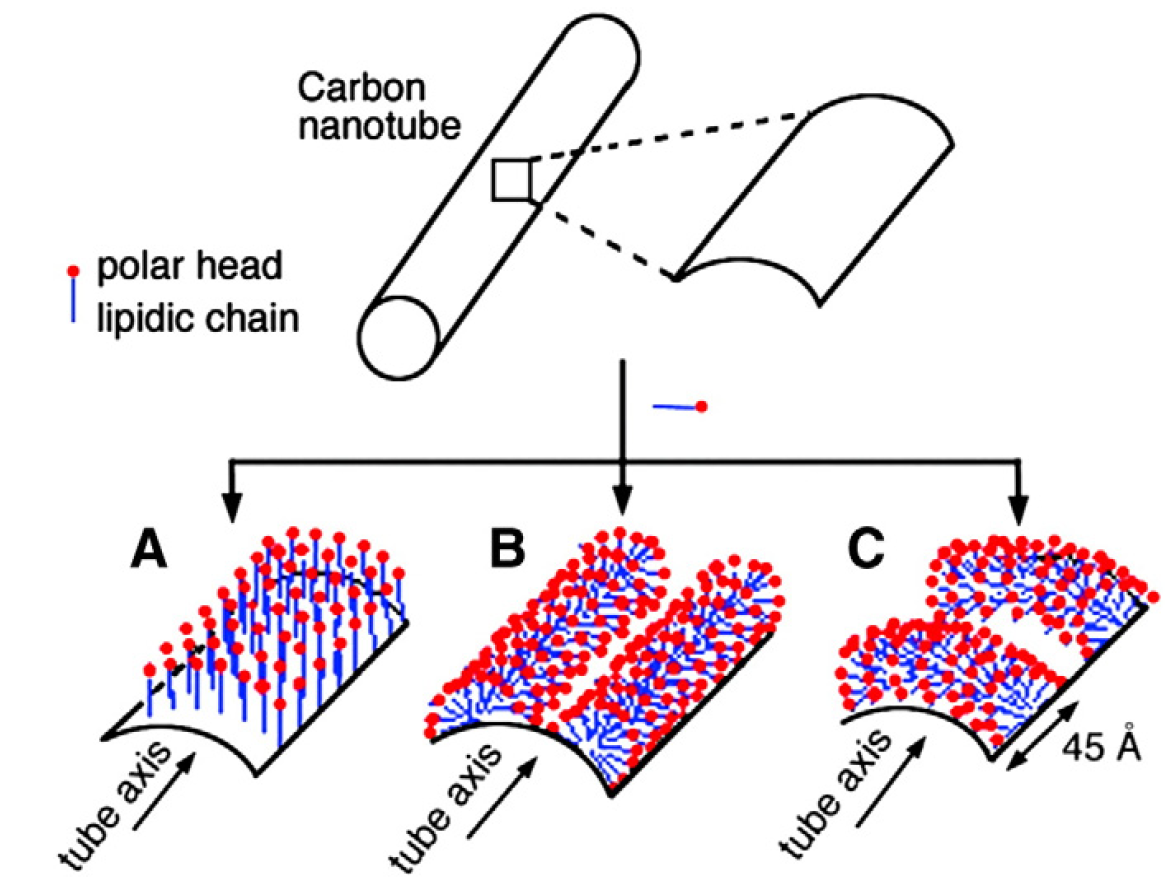 Carbon
nanotube
polar head
lipidic chain
A
B
C
45 Å
tube axis
tube axis
tube axis